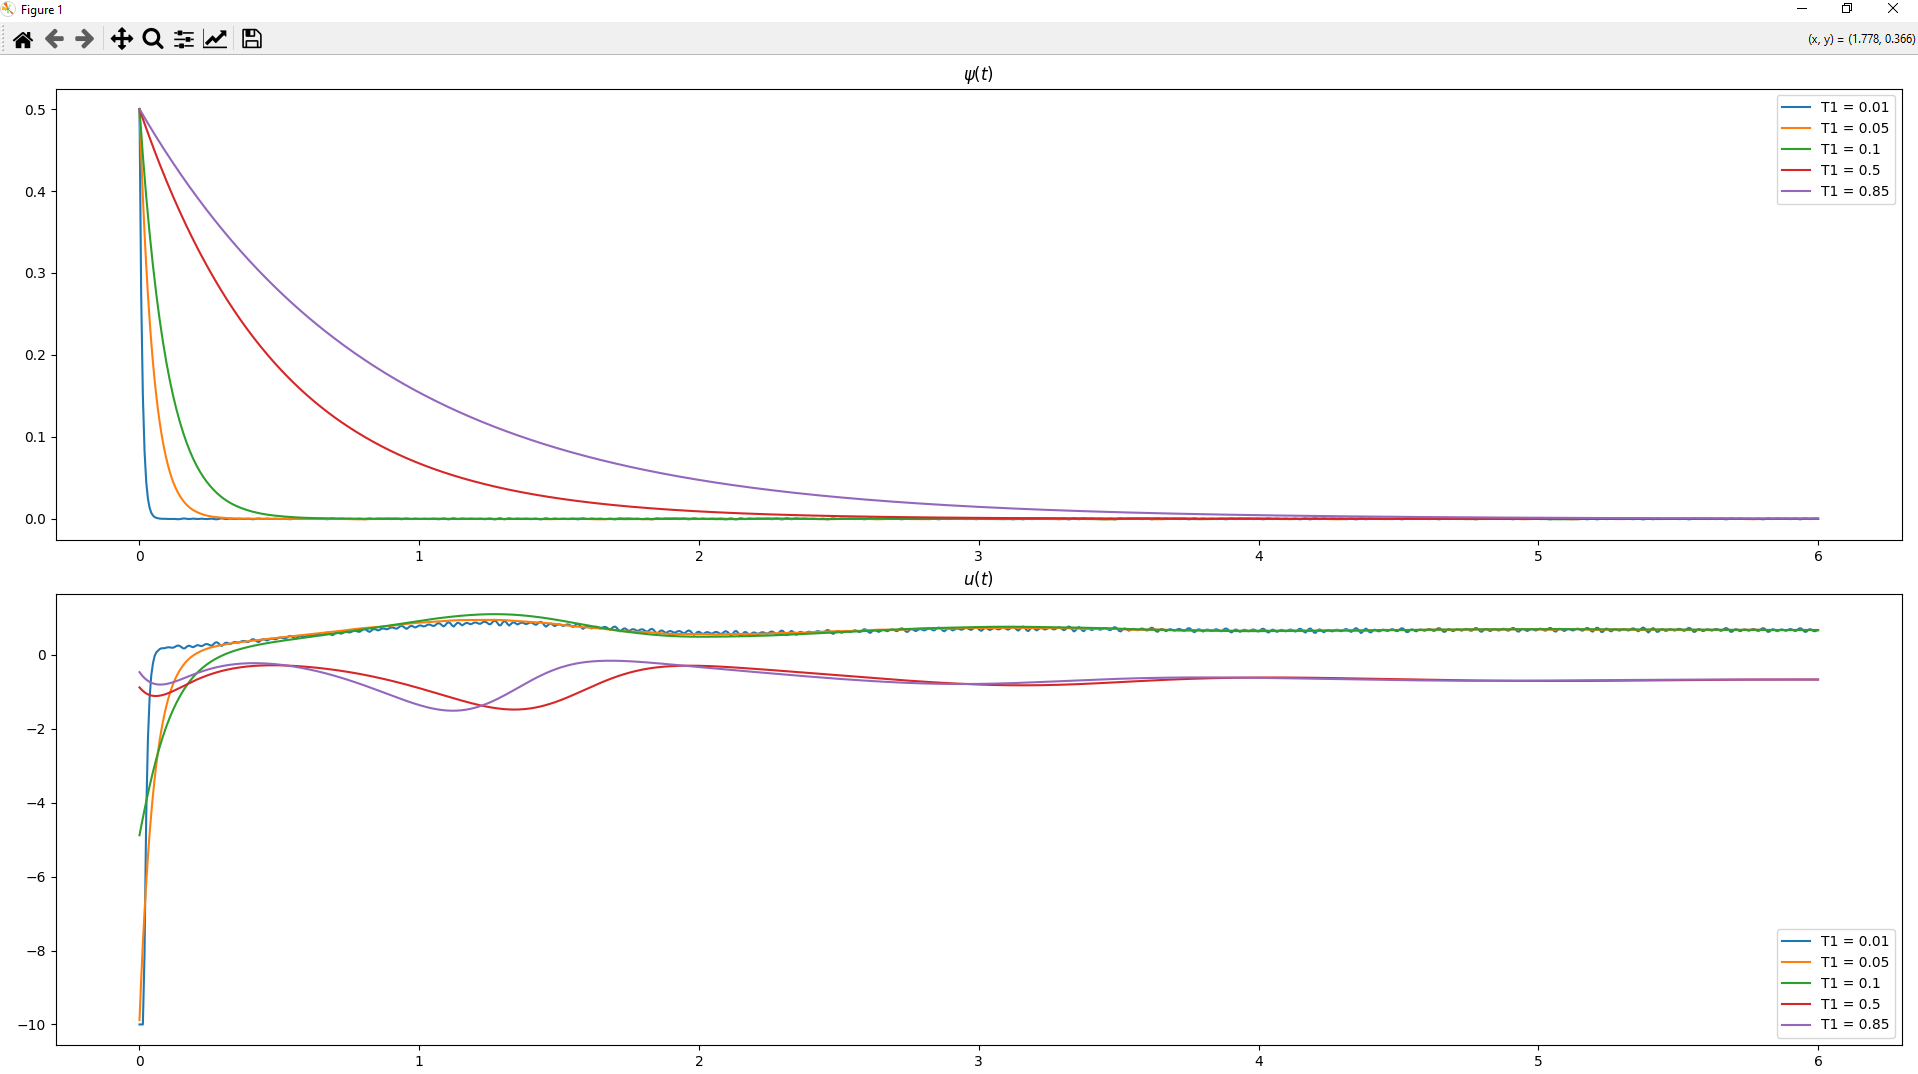 Figure 1
(x, y) = (1.778, 0.366)
ψ(t)
0.5
0.4
0.3
0.2
0.1
0.0
T1 = 0.01
T1 = 0.05
T1 = 0.1
T1 = 0.5
T1 = 0.85
0 1 2 3 4 5 6
u(t)
0
−2
−4
−6
−8
−10
T1 = 0.01
T1 = 0.05
T1 = 0.1
T1 = 0.5
T1 = 0.85
0 1 2 3 4 5 6